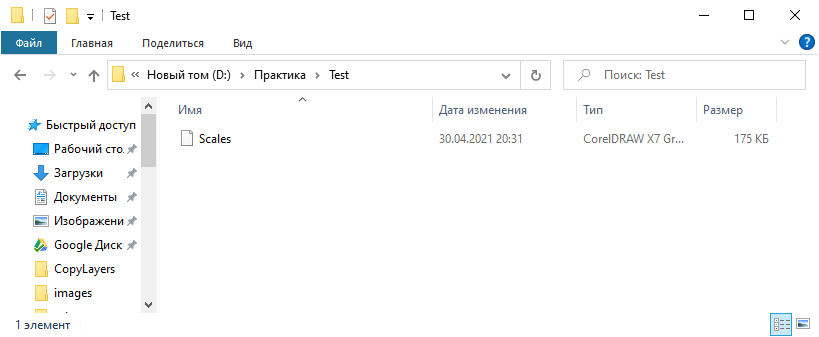 Test
Файл Главная Поделиться Вид
« Новый том (D:) > Практика > Test Поиск: Test
Имя Дата изменения Тип Размер
Быстрый доступ
Scales 30.04.2021 20:31 CorelDRAW X7 Gr... 175 КБ
Рабочий сто.
Загрузки
Документы
Изображени
Google Диск
CopyLayers
images
1 элемент